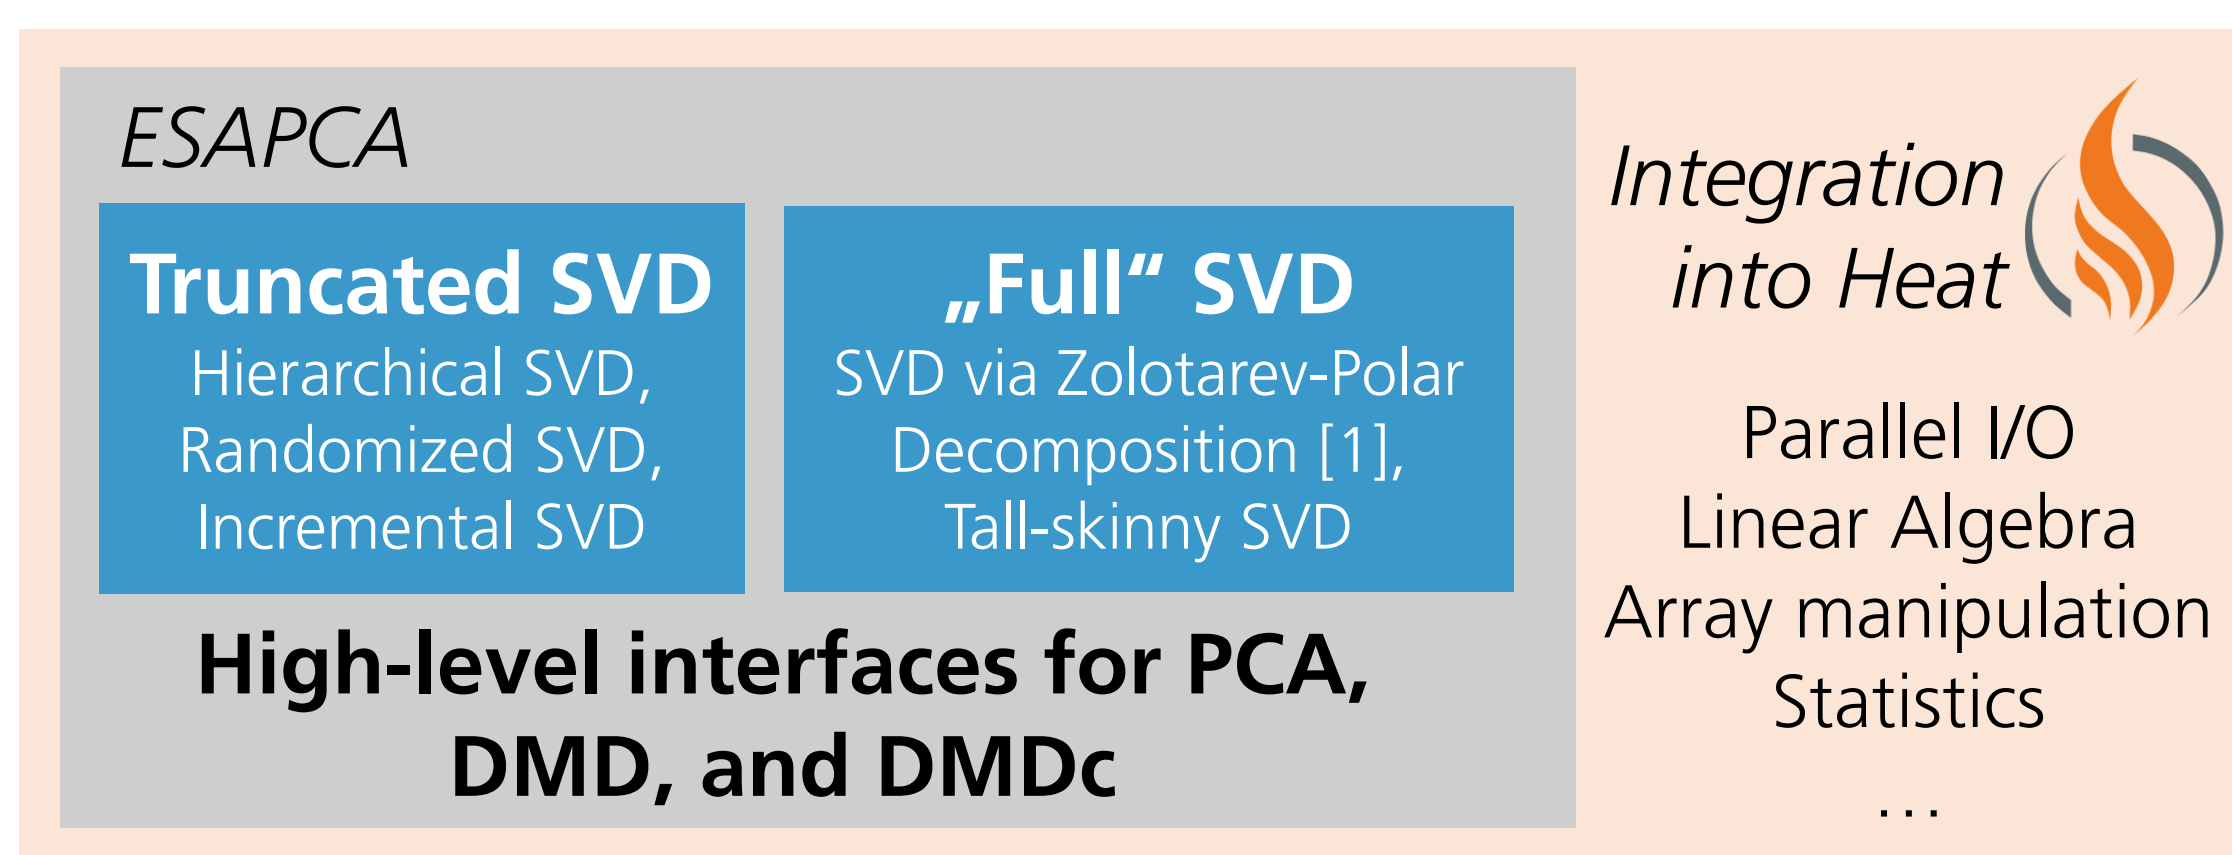 ESAPCA
Truncated SVD
Hierarchical SVD,
Randomized SVD,
Incremental SVD
„Full“ SVD
SVD via Zolotarev-Polar
Decomposition [1],
Tall-skinny SVD
High-level interfaces for PCA,
DMD, and DMDc
Integration
into Heat
Parallel I/O
Linear Algebra
Array manipulation
Statistics
...